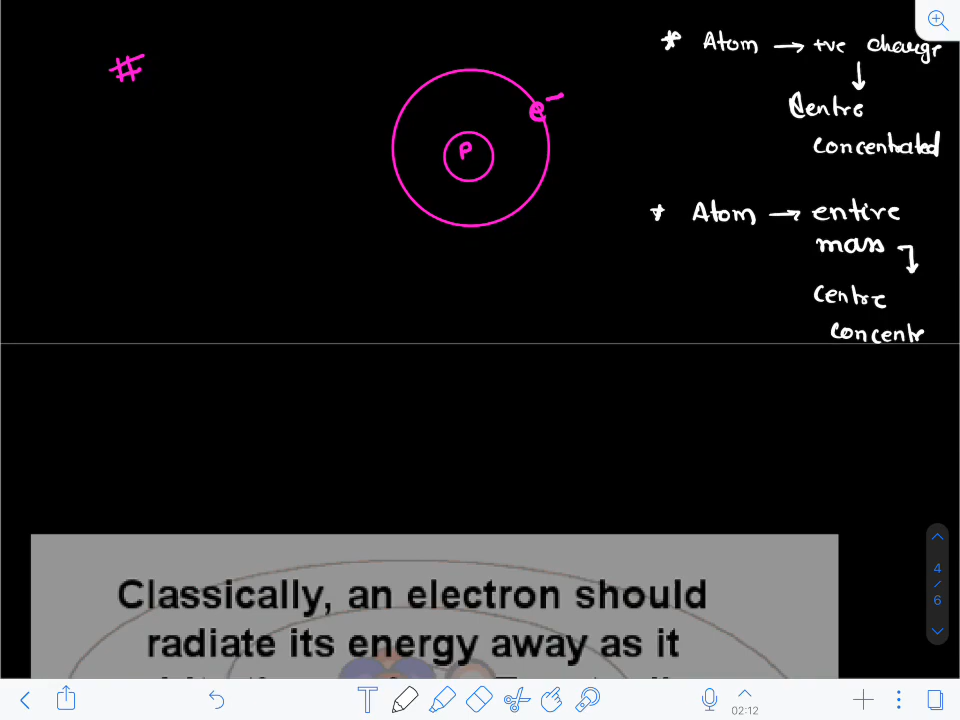 #
e-
P
* Atom → +ve charge
↓
Centre
concentrated
* Atom → entire
mass
centre
concentr
Classically, an electron should
radiate its energy away as it
4
/
6
T
02:12